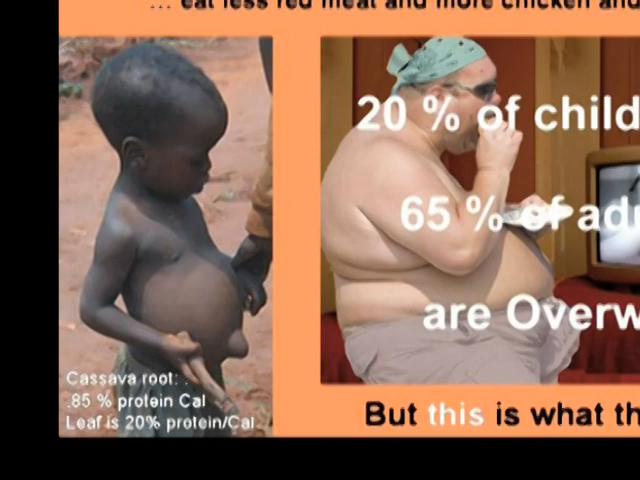 ... eat less red meat and more chicken and
20 % of child
65 % of adu
are Overw
Cassava root: .
.85 % protein Cal
Leaf is 20% protein/Cal
But this is what th